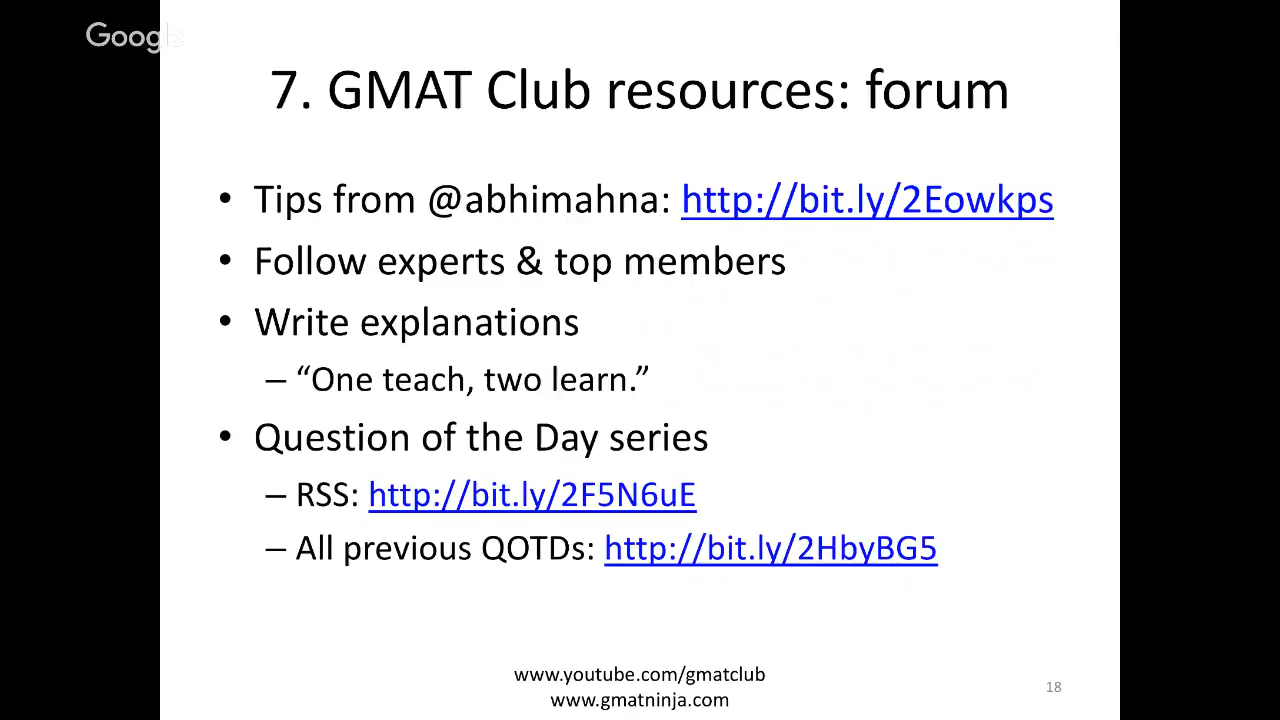 Google
7. GMAT Club resources: forum
• Tips from @abhimahna: http://bit.ly/2Eowkps
• Follow experts & top members
• Write explanations
– “One teach, two learn.”
• Question of the Day series
– RSS: http://bit.ly/2F5N6uE
– All previous QOTDs: http://bit.ly/2HbyBG5
www.youtube.com/gmatclub
www.gmatninja.com
18